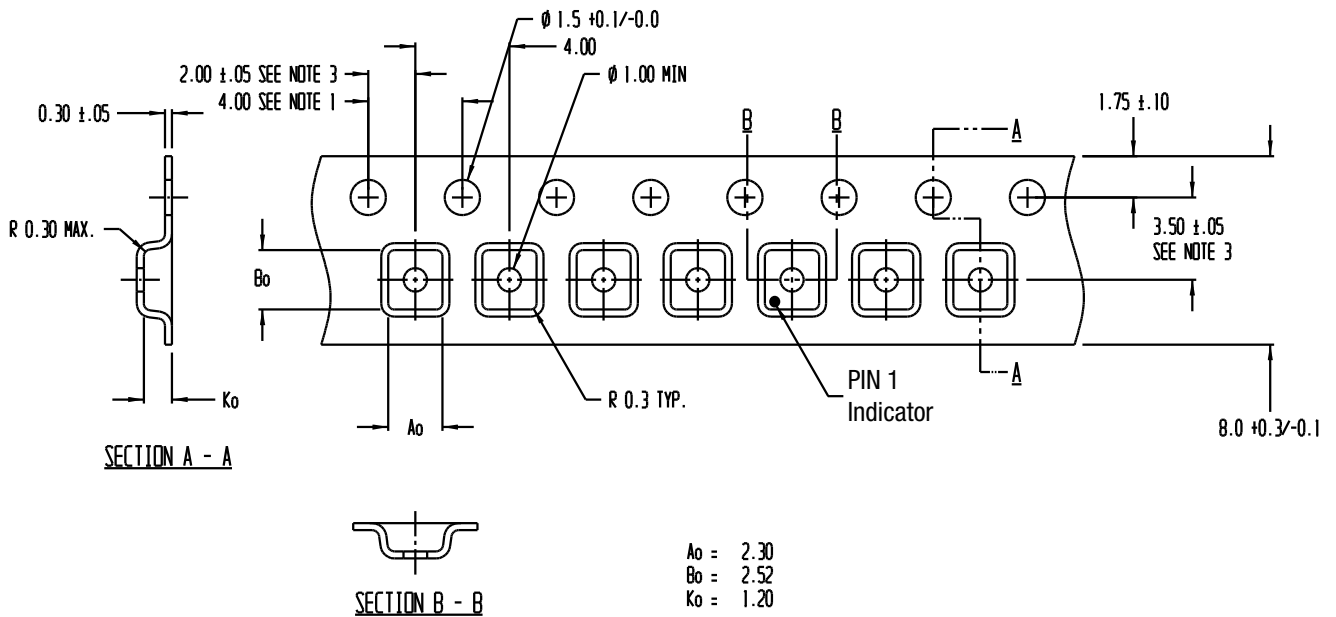 Ø 1.5 +0.1/-0.0
4.00
2.00 ±.05 SEE NOTE 3
Ø 1.00 MIN
4.00 SEE NOTE 1
0.30 ±.05
1.75 ±.10
B
B
A
R 0.30 MAX.
3.50 ±.05
SEE NOTE 3
Bo
PIN 1
Indicator
A
Ko
R 0.3 TYP.
Ao
8.0 +0.3/-0.1
SECTION A - A
SECTION B - B
Ao = 2.30
Bo = 2.52
Ko = 1.20